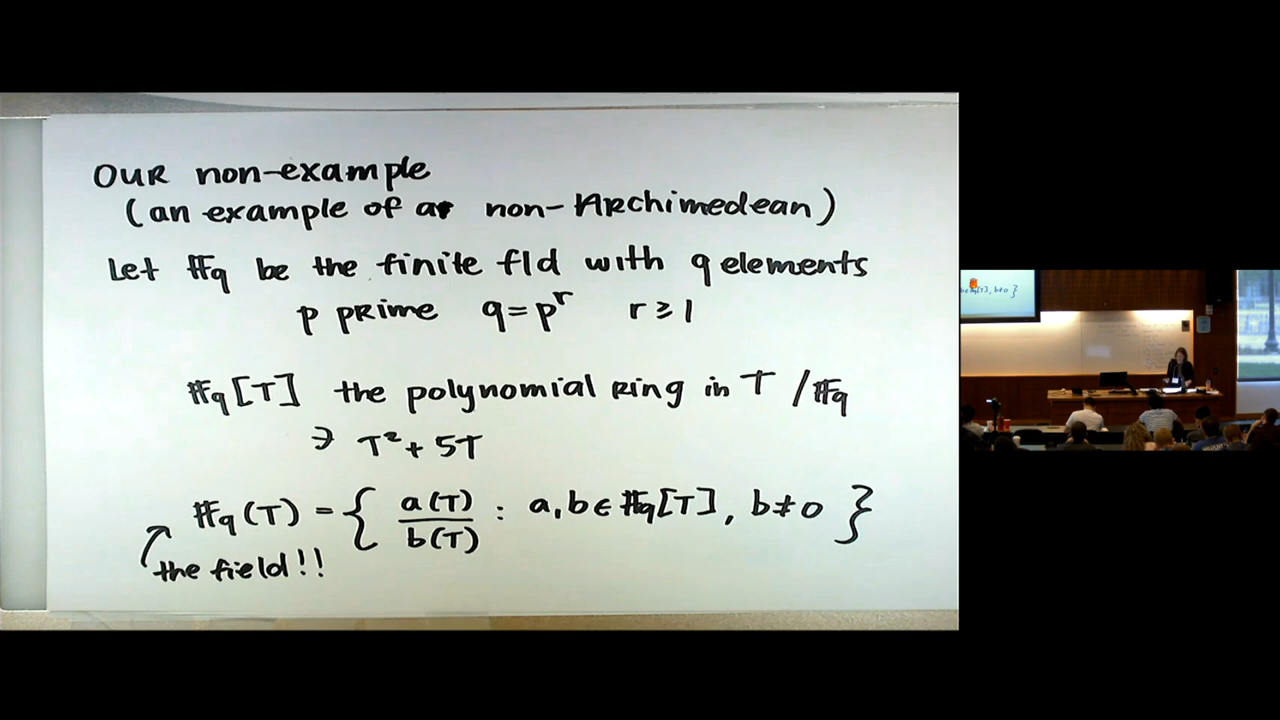 OUR non-example
(an example of a non-Archimedean)
Let 𝔽q be the finite fld with q elements
p prime q=p^r r≥1
𝔽q[T] the polynomial ring in T /𝔽q
∋ T²+5T
𝔽q(T) = { a(T)/b(T) : a,b∈𝔽q[T], b≠0 }
the field!!